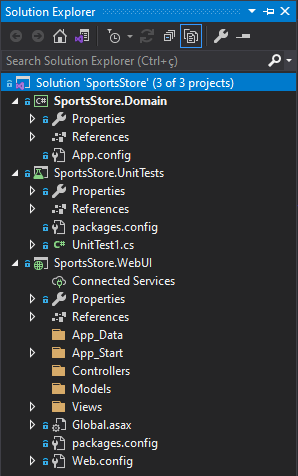 Solution Explorer
Search Solution Explorer (Ctrl+ç)
Solution 'SportsStore' (3 of 3 projects)
C# SportsStore.Domain
Properties
References
App.config
SportsStore.UnitTests
Properties
References
packages.config
C# UnitTest1.cs
SportsStore.WebUI
Connected Services
Properties
References
App_Data
App_Start
Controllers
Models
Views
Global.asax
packages.config
Web.config